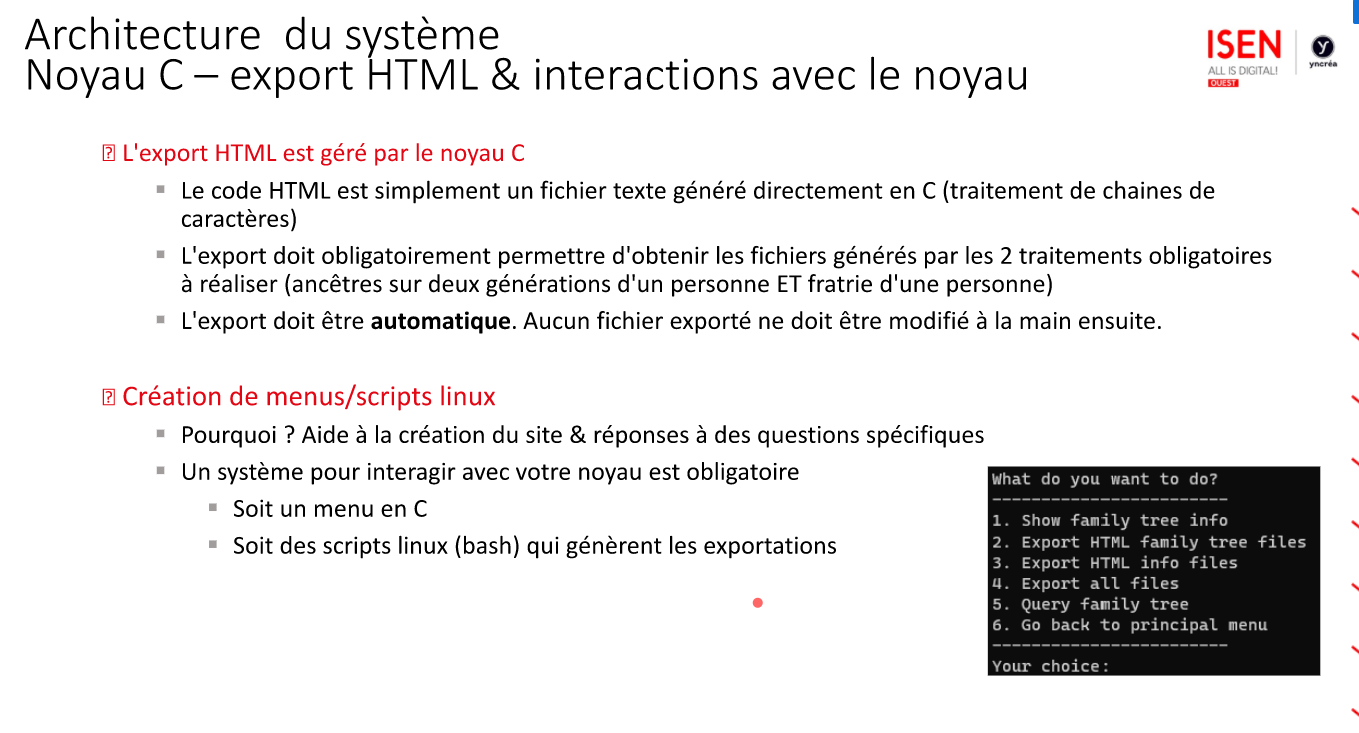 Architecture  du système
Noyau C – export HTML & interactions avec le noyau
ISEN
ALL IS DIGITAL!
OUEST
y
yncréa
L'export HTML est géré par le noyau C
Le code HTML est simplement un fichier texte généré directement en C (traitement de chaines de
caractères)
L'export doit obligatoirement permettre d'obtenir les fichiers générés par les 2 traitements obligatoires
à réaliser (ancêtres sur deux générations d'un personne ET fratrie d'une personne)
L'export doit être automatique. Aucun fichier exporté ne doit être modifié à la main ensuite.
Création de menus/scripts linux
Pourquoi ? Aide à la création du site & réponses à des questions spécifiques
Un système pour interagir avec votre noyau est obligatoire
Soit un menu en C
Soit des scripts linux (bash) qui génèrent les exportations
What do you want to do?
------------------------
1. Show family tree info
2. Export HTML family tree files
3. Export HTML info files
4. Export all files
5. Query family tree
6. Go back to principal menu
------------------------
Your choice: